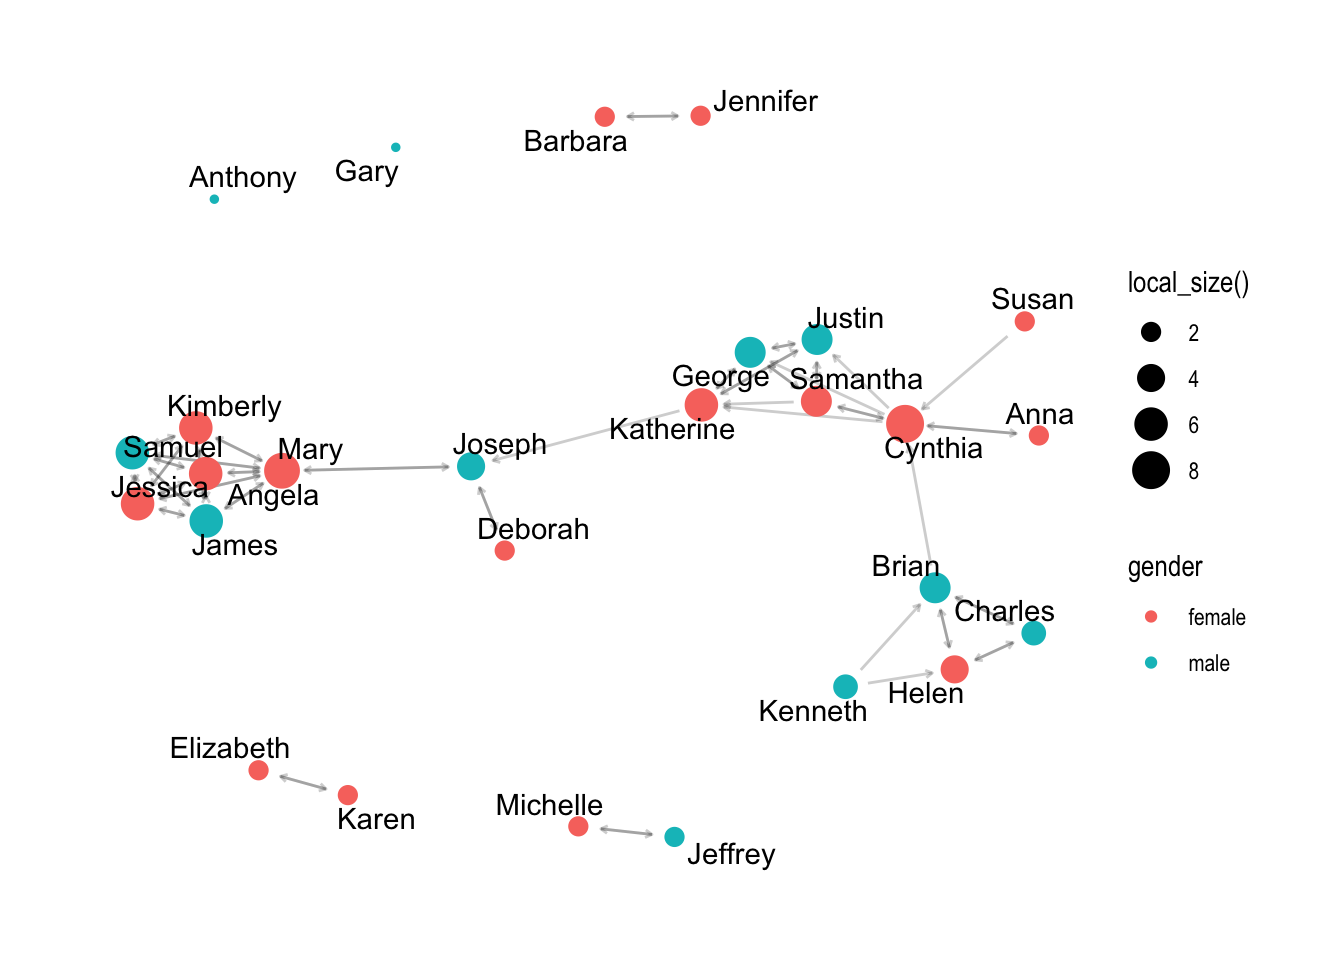 Jennifer
Barbara
Gary
Anthony
Susan
Justin
George
Samantha
Kimberly
Anna
Katherine
Cynthia
Samuel
Mary
Joseph
Jessica
Angela
Deborah
James
Brian
Charles
Helen
Kenneth
Elizabeth
Karen
Michelle
Jeffrey
local_size()
2
4
6
8
gender
female
male